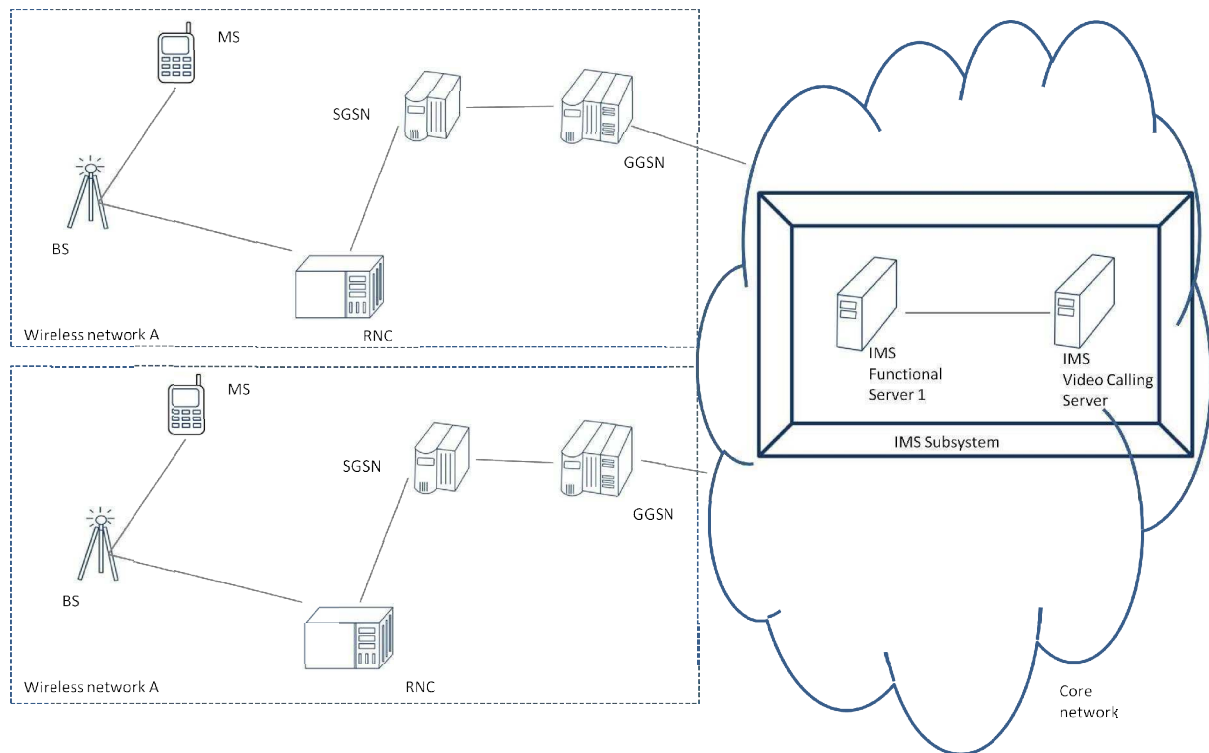 MS
SGSN
GGSN
BS
RNC
Wireless network A
MS
SGSN
GGSN
BS
RNC
Wireless network A
IMS
Functional
Server 1
IMS
Video Calling
Server
IMS Subsystem
Core
network